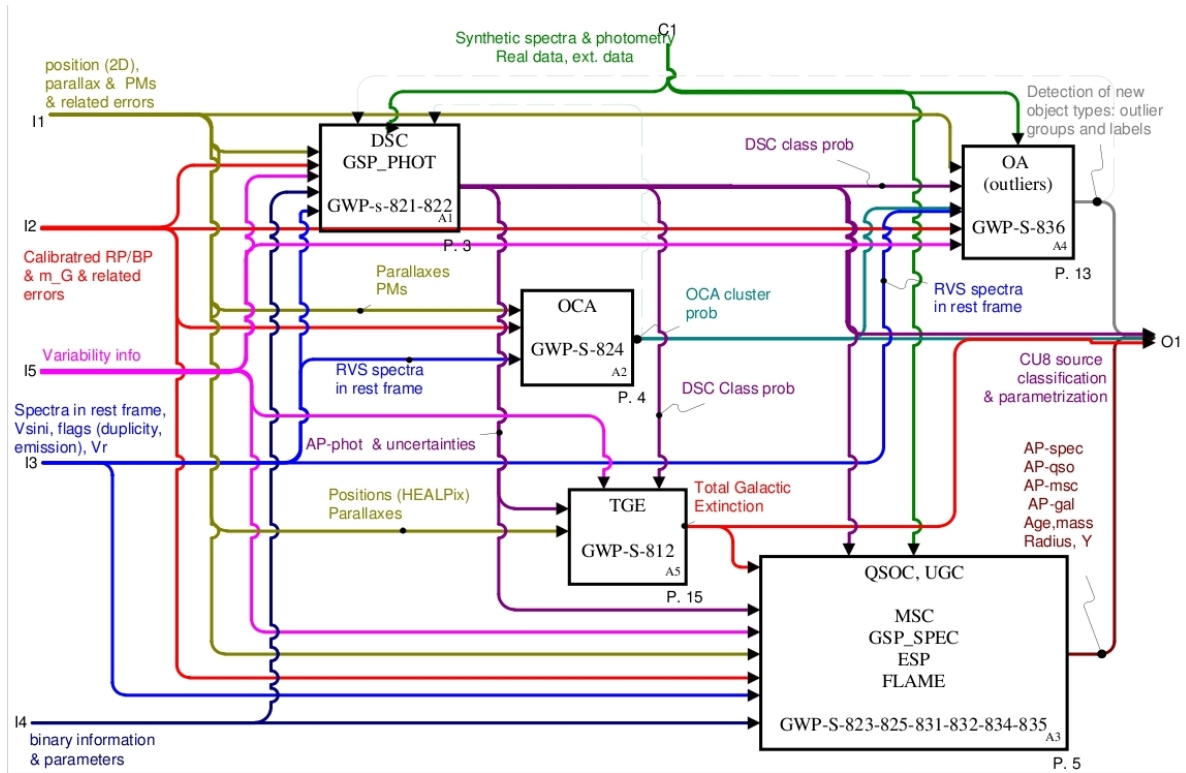 C1
Synthetic spectra & photometry
Real data, ext. data
position (2D),
parallax & PMs
& related errors
I1
Detection of new
object types: outlier
groups and labels
DSC
GSP_PHOT
GWP-s-821-822
A1
P. 3
DSC class prob
OA
(outliers)
GWP-S-836
A4
P. 13
I2
Calibratred RP/BP
& m_G & related
errors
Parallaxes
PMs
OCA
GWP-S-824
A2
P. 4
OCA cluster
prob
RVS spectra
in rest frame
O1
CU8 source
classification
& parametrization
Variability info
I5
RVS spectra
in rest frame
DSC Class prob
Spectra in rest frame,
Vsini, flags (duplicity,
emission), Vr
I3
AP-phot & uncertainties
AP-spec
AP-qso
AP-msc
AP-gal
Age,mass
Radius, Y
Positions (HEALPix)
Parallaxes
TGE
GWP-S-812
A5
P. 15
Total Galactic
Extinction
QSOC, UGC
MSC
GSP_SPEC
ESP
FLAME
GWP-S-823-825-831-832-834-835
A3
P. 5
I4
binary information
& parameters